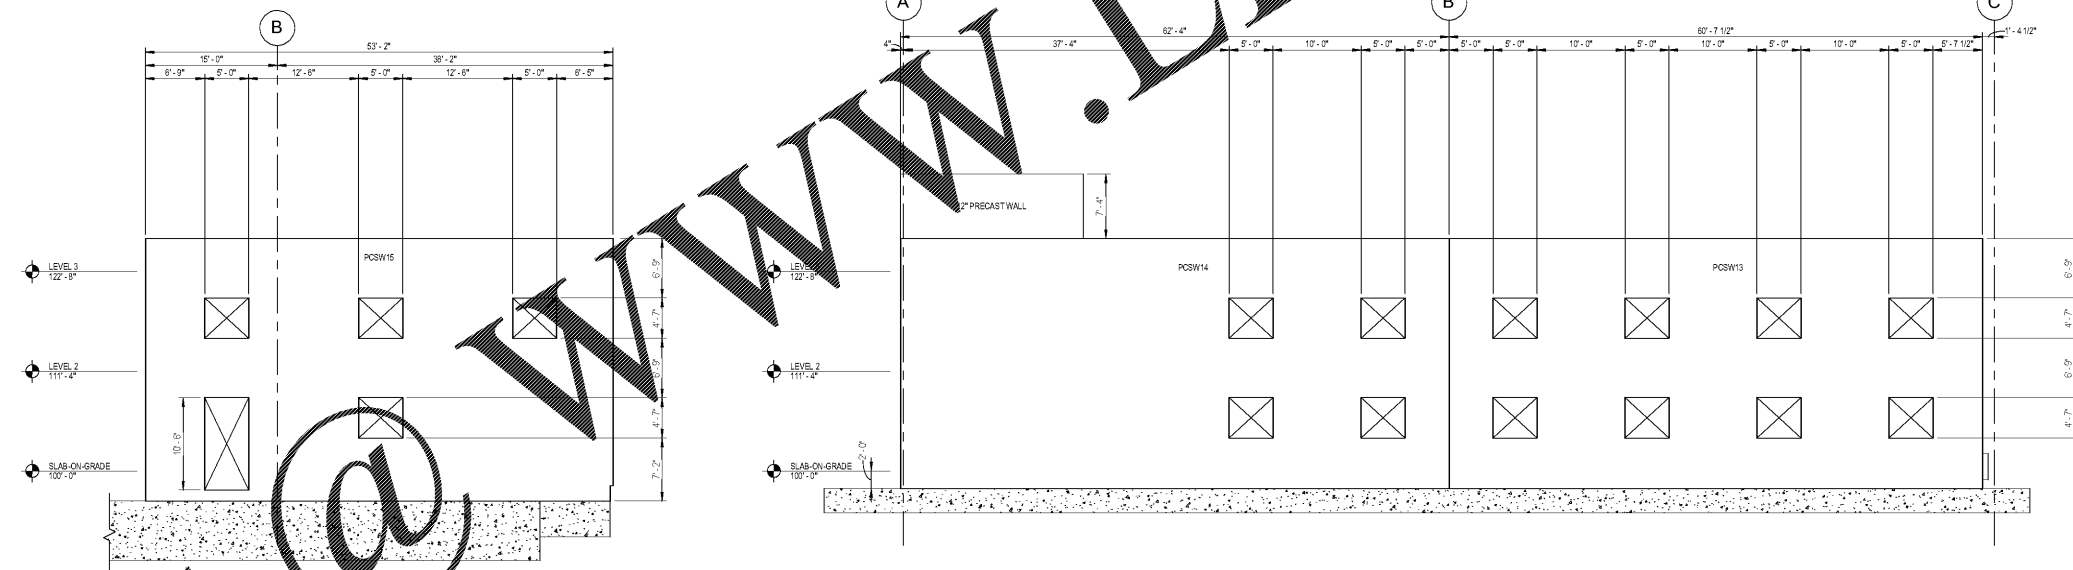 B
53' - 2"
15' - 0"
38' - 2"
6' - 9"
5' - 0"
12' - 6"
5' - 0"
12' - 6"
5' - 0"
6' - 5"
PCSW15
LEVEL 3
122' - 8"
LEVEL 2
111' - 4"
SLAB-ON-GRADE
100' - 0"
10' - 6"
6' - 9"
4' - 7"
6' - 9"
4' - 7"
7' - 2"
A
B
C
62' - 4"
60' - 7 1/2"
1' - 4 1/2"
4"
37' - 4"
5' - 0"
10' - 0"
5' - 0"
5' - 0"
5' - 0"
5' - 0"
10' - 0"
5' - 0"
10' - 0"
5' - 0"
10' - 0"
5' - 0"
5' - 7 1/2"
2" PRECAST WALL
7' - 4"
PCSW14
PCSW13
122' - 8"
LEVEL 2
111' - 4"
SLAB-ON-GRADE
100' - 0"
2' - 0"
6' - 9"
4' - 7"
6' - 9"
4' - 7"
@ WWW.